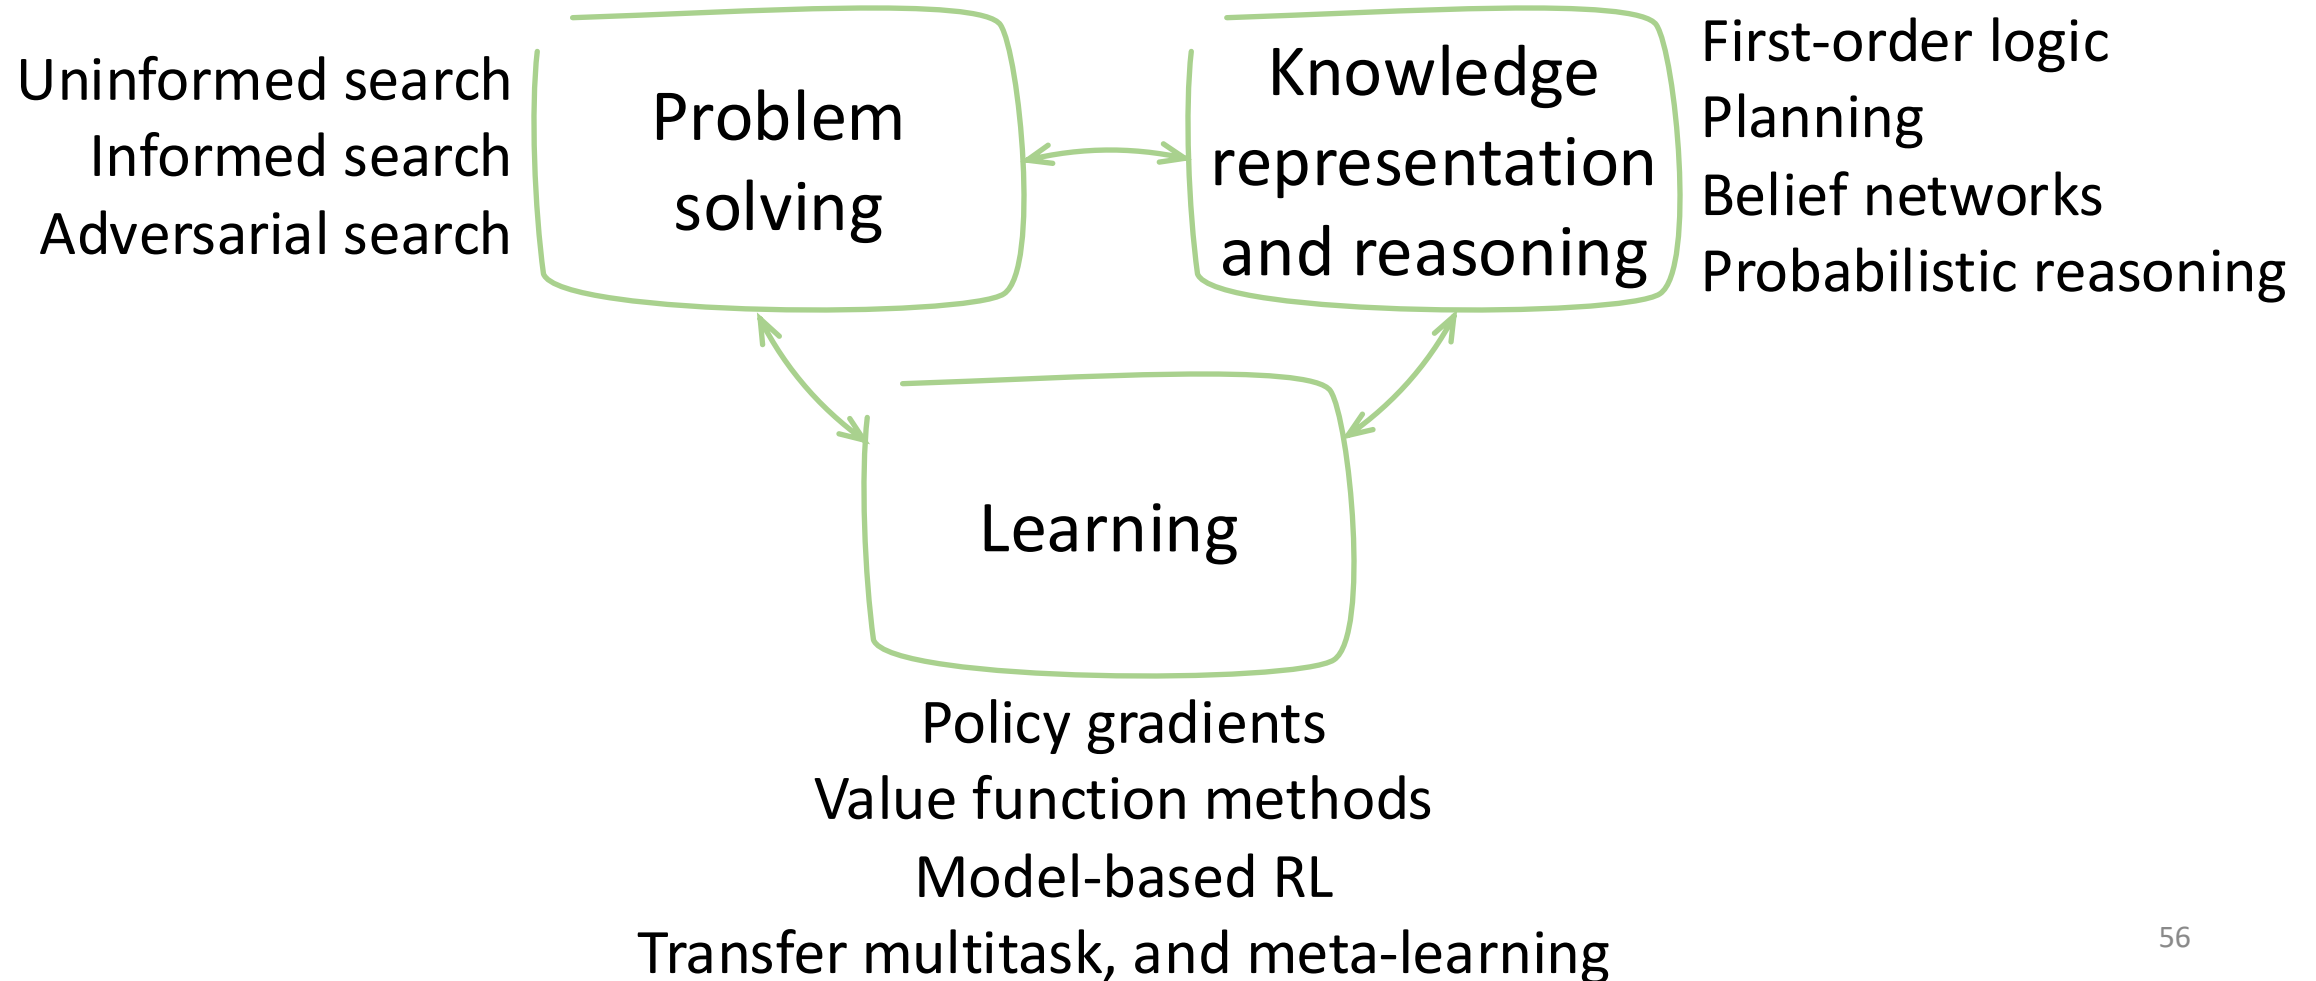 Uninformed search
Informed search
Adversarial search
Problem
solving
Knowledge
representation
and reasoning
First-order logic
Planning
Belief networks
Probabilistic reasoning
Learning
Policy gradients
Value function methods
Model-based RL
Transfer multitask, and meta-learning
56